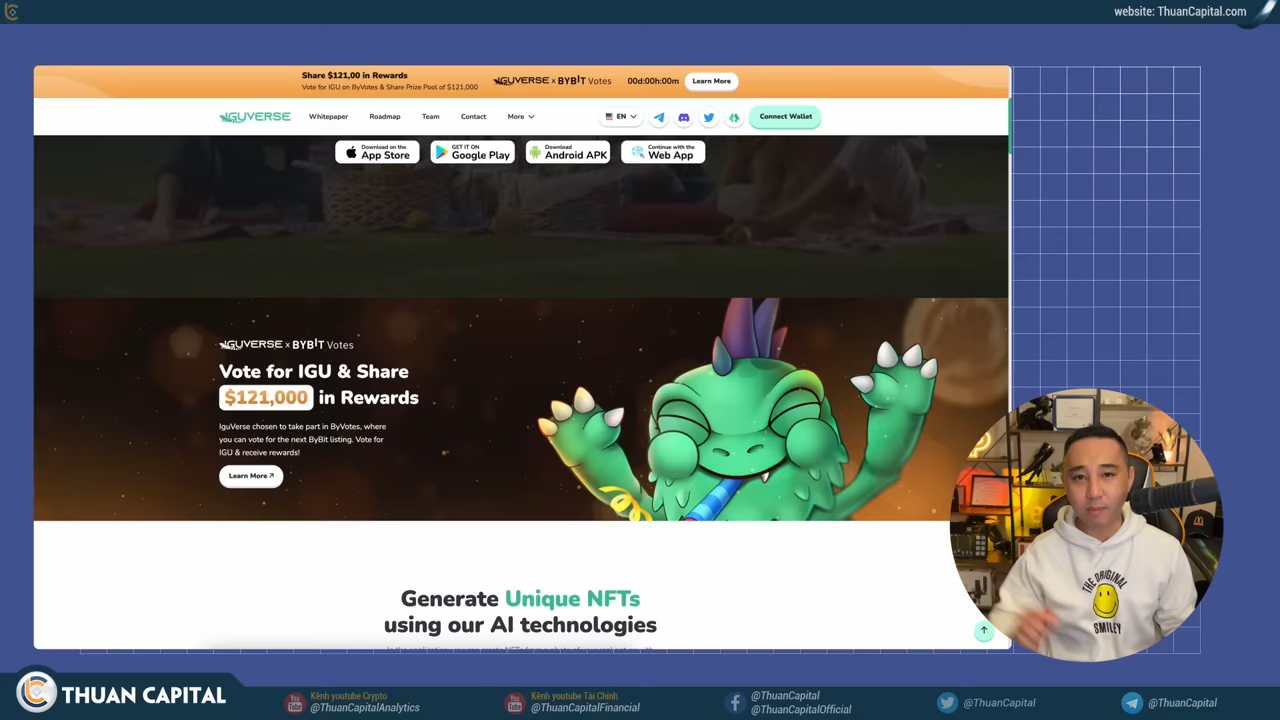 website: ThuanCapital.com
Share $121,00 in Rewards
Vote for IGU on ByVotes & Share Prize Pool of $121,000
IGUVERSE x BYBIT Votes
00d:00h:00m
Learn More
IGUVERSE
Whitepaper
Roadmap
Team
Contact
More
EN
Connect Wallet
Download on the
App Store
GET IT ON
Google Play
Download
Android APK
Continue with the
Web App
IGUVERSE x BYBIT Votes
Vote for IGU & Share
$121,000 in Rewards
IguVerse chosen to take part in ByVotes, where
you can vote for the next ByBit listing. Vote for
IGU & receive rewards!
Learn More
Generate Unique NFTs
using our AI technologies
THE ORIGINAL
SMILEY
THUAN CAPITAL
You Tube
Kênh youtube Crypto
@ThuanCapitalAnalytics
You Tube
Kênh youtube Tài Chính
@ThuanCapitalFinancial
@ThuanCapital
@ThuanCapitalOfficial
@ThuanCapital
@ThuanCapital